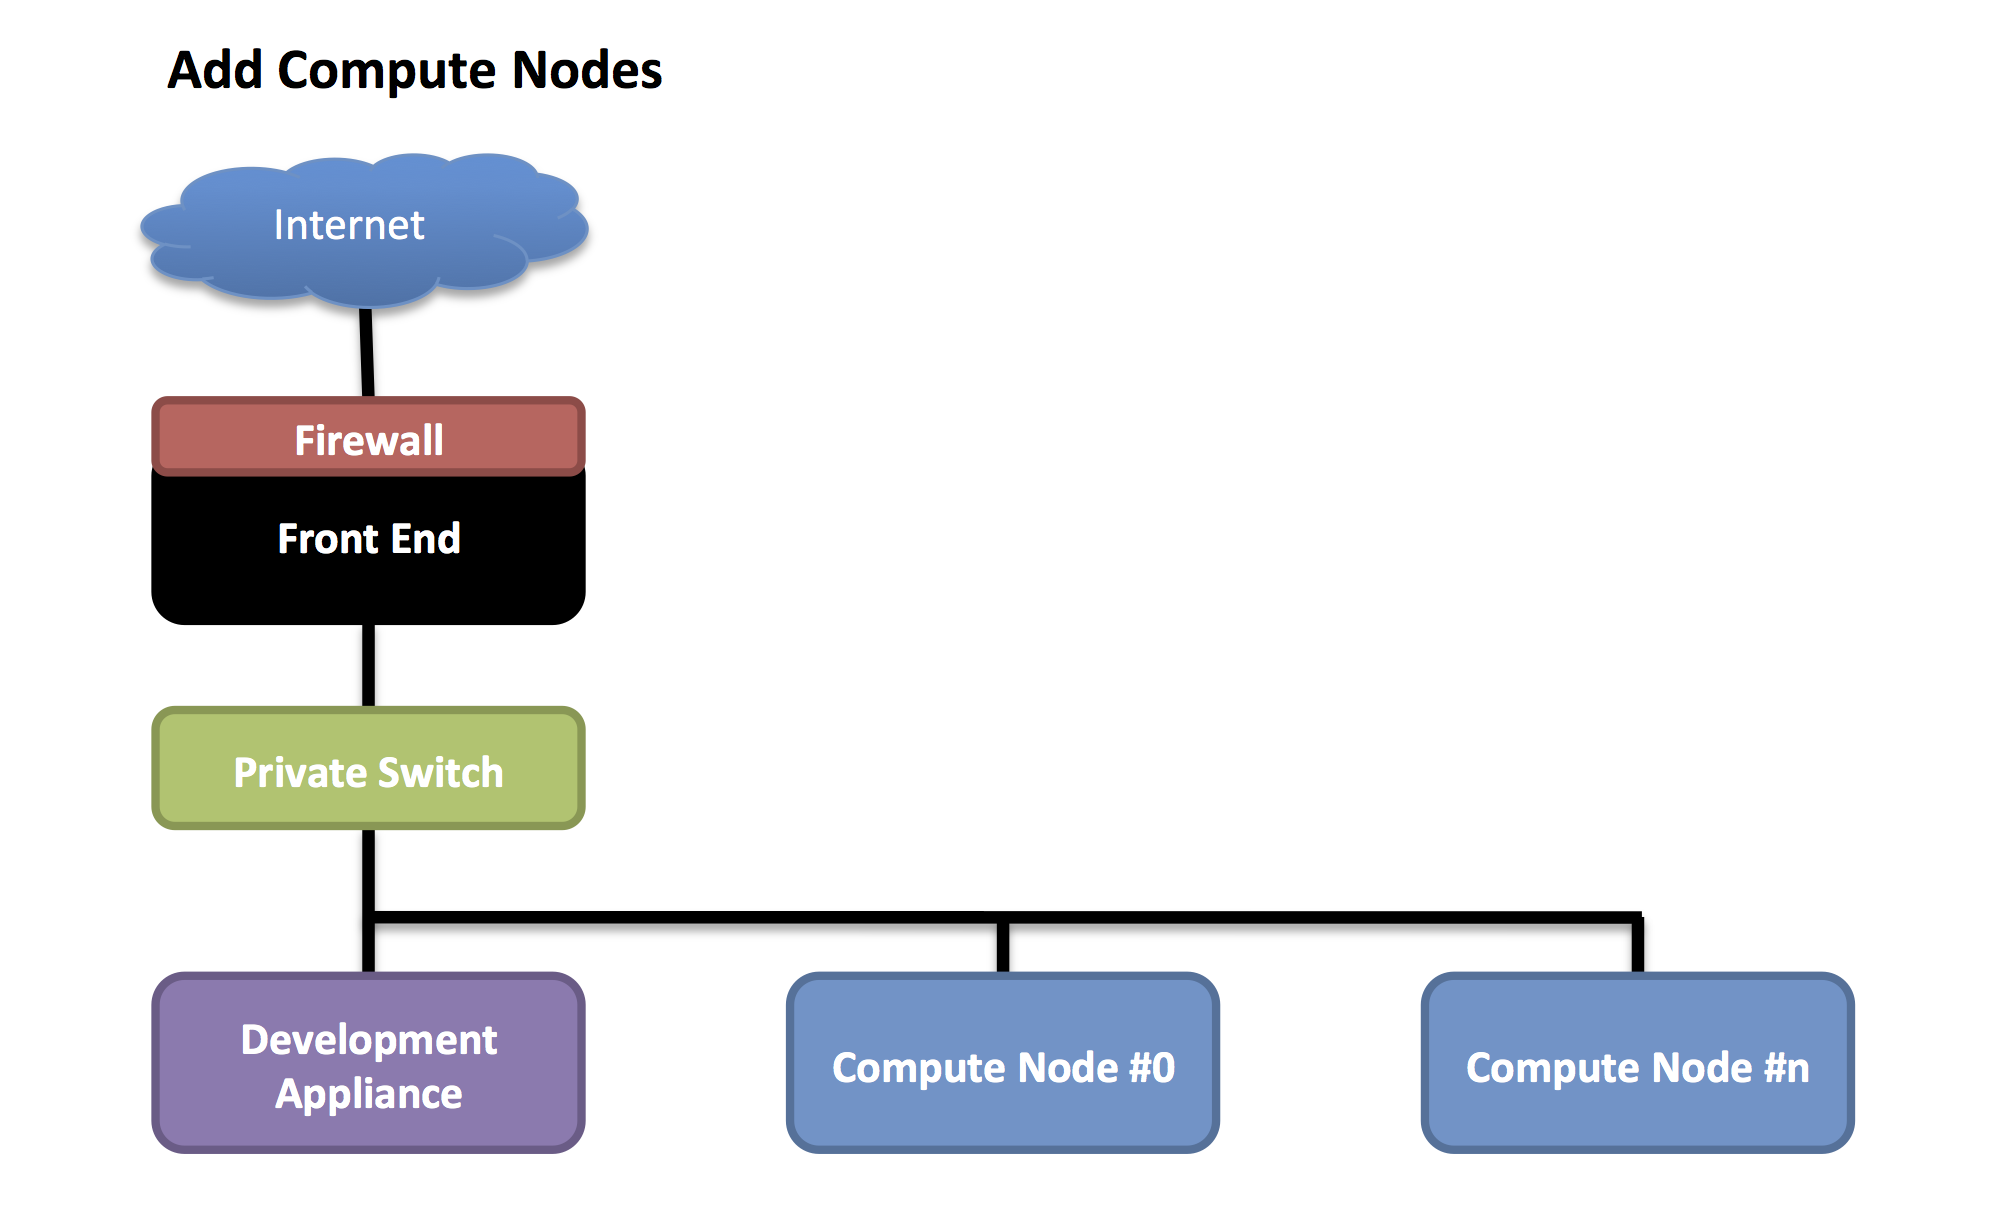 Add Compute Nodes
Internet
Firewall
Front End
Private Switch
Development
Appliance
Compute Node #0
Compute Node #n